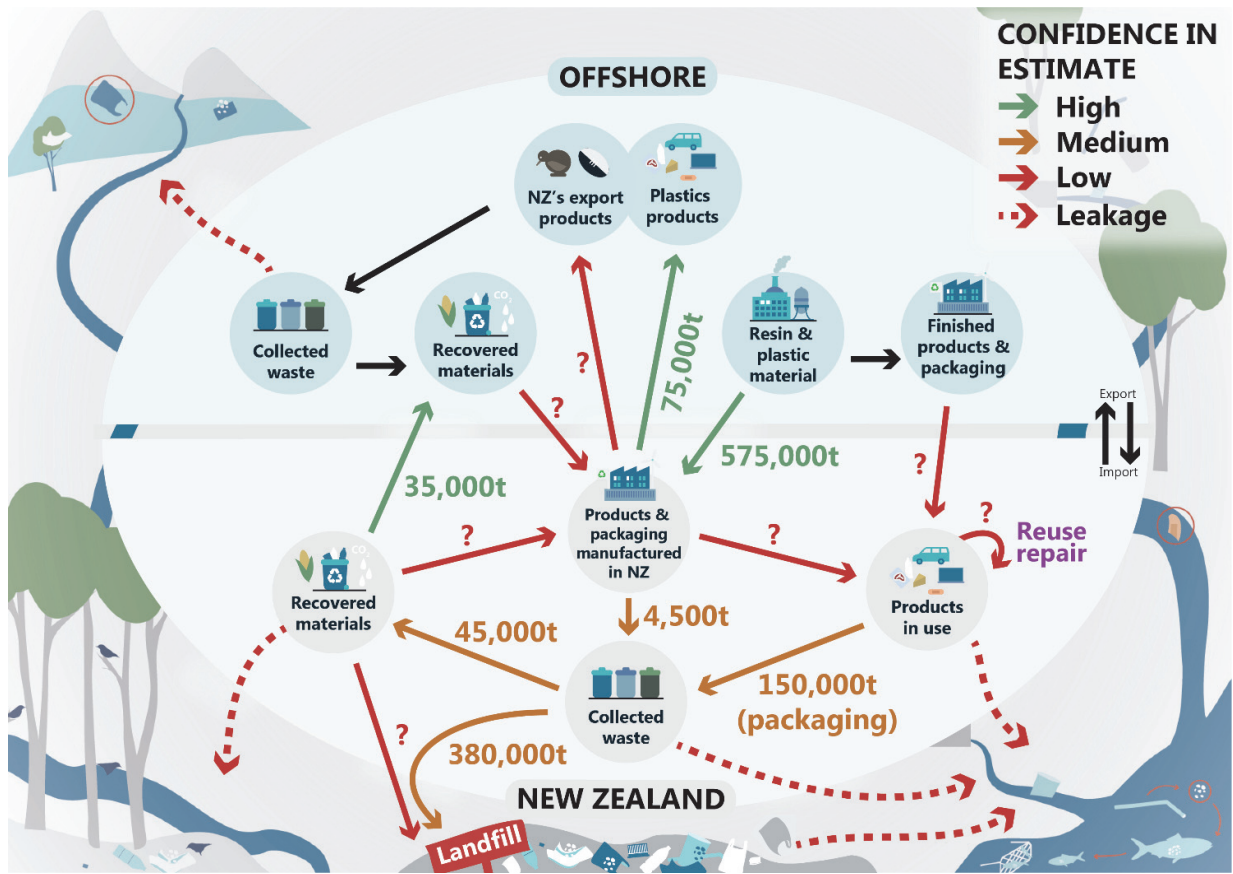 CONFIDENCE IN
ESTIMATE
High
Medium
Low
Leakage
OFFSHORE
NZ's export
products
Plastics
products
Collected
waste
CO2
Recovered
materials
Resin &
plastic
material
Finished
products &
packaging
?
?
75,000t
575,000t
?
Export
Import
35,000t
?
Products &
packaging
manufactured
in NZ
?
?
Reuse
repair
CO2
Recovered
materials
Products
in use
45,000t
4,500t
150,000t
(packaging)
Collected
waste
?
380,000t
NEW ZEALAND
Landfill